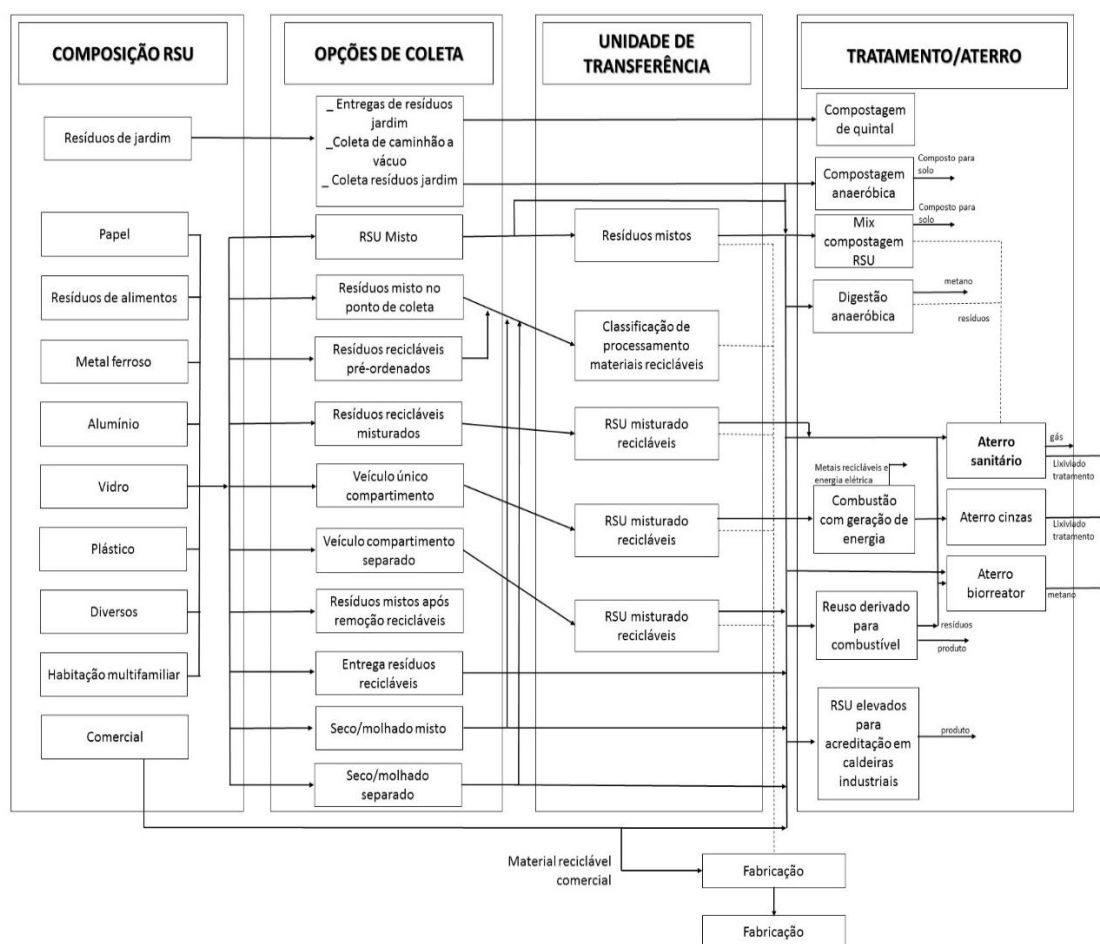 COMPOSIÇÃO RSU
OPÇÕES DE COLETA
UNIDADE DE
TRANSFERÊNCIA
TRATAMENTO/ATERRO
Resíduos de jardim
Papel
Resíduos de alimentos
Metal ferroso
Alumínio
Vidro
Plástico
Diversos
Habitação multifamiliar
Comercial
_ Entregas de resíduos
jardim
_Coleta de caminhão a
vácuo
_ Coleta resíduos jardim
RSU Misto
Resíduos misto no
ponto de coleta
Resíduos recicláveis
pré-ordenados
Resíduos recicláveis
misturados
Veículo único
compartimento
Veículo compartimento
separado
Resíduos mistos após
remoção recicláveis
Entrega resíduos
recicláveis
Seco/molhado misto
Seco/molhado
separado
Resíduos mistos
Classificação de
processamento
materiais recicláveis
RSU misturado
recicláveis
RSU misturado
recicláveis
RSU misturado
recicláveis
Compostagem
de quintal
Compostagem
anaeróbica
Composto para
solo
Mix
compostagem
RSU
Composto para
solo
Digestão
anaeróbica
metano
resíduos
Aterro
sanitário
gás
Lixiviado
tratamento
Metais recicláveis e
energia elétrica
Combustão
com geração de
energia
Aterro cinzas
Lixiviado
tratamento
Aterro
biorreator
metano
Reuso derivado
para
combustível
resíduos
produto
RSU elevados
para
acreditação em
caldeiras
industriais
produto
Material reciclável
comercial
Fabricação
Fabricação